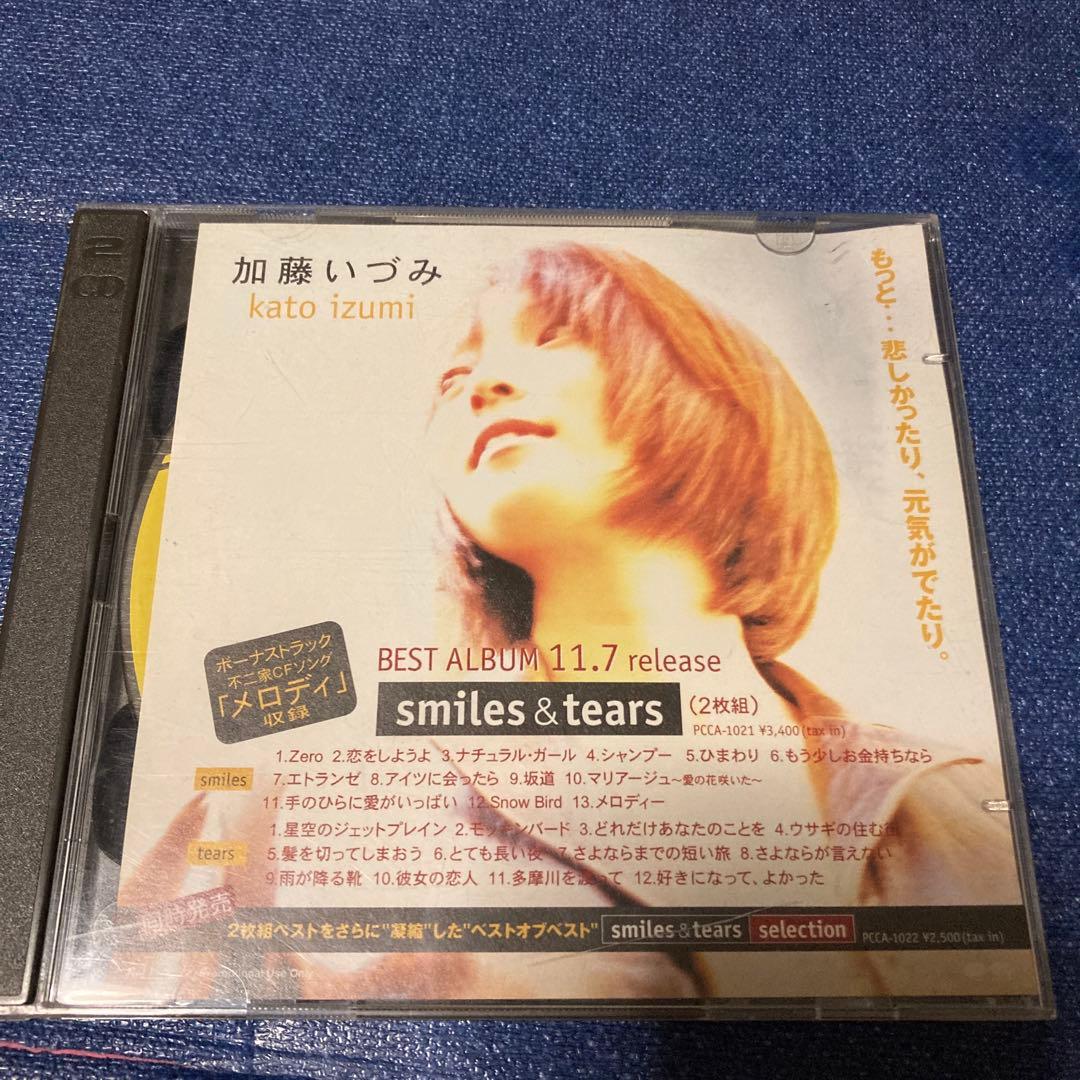 2
CD
加藤いづみ
kato izumi
もっと…悲しかったり、元気がでたり。
ボーナストラック
不二家CFソング
「メロディ」
収録
BEST ALBUM 11.7 release
smiles & tears (2枚組)
PCCA-1021 ¥3,400(tax in)
smiles
1.Zero 2.恋をしようよ 3.ナチュラル・ガール 4.シャンプー 5.ひまわり 6.もう少しお金持ちなら
7.エトランゼ 8.アイツに会ったら 9.坂道 10.マリアージュ〜愛の花咲いた〜
11.手のひらに愛がいっぱい 12.Snow Bird 13.メロディー
tears
1.星空のジェットプレイン 2.モッキンバード 3.どれだけあなたのことを 4.ウサギの住む
5.髪を切ってしまおう 6.とても長い夜 7.さよならまでの短い旅 8.さよならが言えない
9.雨が降る靴 10.彼女の恋人 11.多摩川を渡って 12.好きになって、よかった
同時発売
2枚組ベストをさらに"凝縮"した"ベストオブベスト" smiles & tears selection PCCA-1022 ¥2,500(tax in)
Promotional Use Only